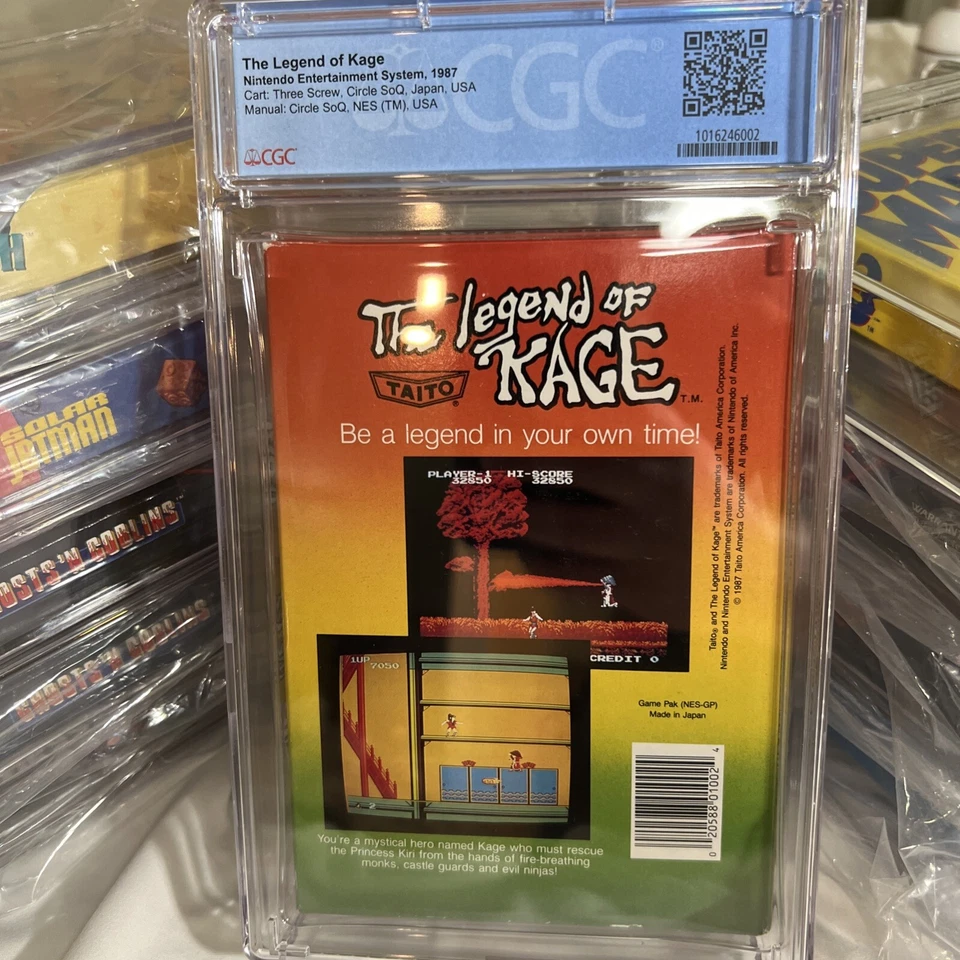 The Legend of Kage
Nintendo Entertainment System, 1987
Cart: Three Screw, Circle SoQ, Japan, USA
Manual: Circle SoQ, NES (TM), USA
CGC®
CGC
1016246002
The legend of
KAGE T.M.
TAITO®
Be a legend in your own time!
PLAYER-1 HI-SCORE
32850 32850
CREDIT 0
1UP 7050
Taito® and The Legend of Kage™ are trademarks of Taito America Corporation.
Nintendo and Nintendo Entertainment System are trademarks of Nintendo of America Inc.
© 1987 Taito America Corporation. All rights reserved.
Game Pak (NES-GP)
Made in Japan
0 20588 01002 4
You're a mystical hero named Kage who must rescue
the Princess Kiri from the hands of fire-breathing
monks, castle guards and evil ninjas!
SOLAR
JETMAN
GHOSTS'N GOBLINS
GHOSTS'N GOBLINS